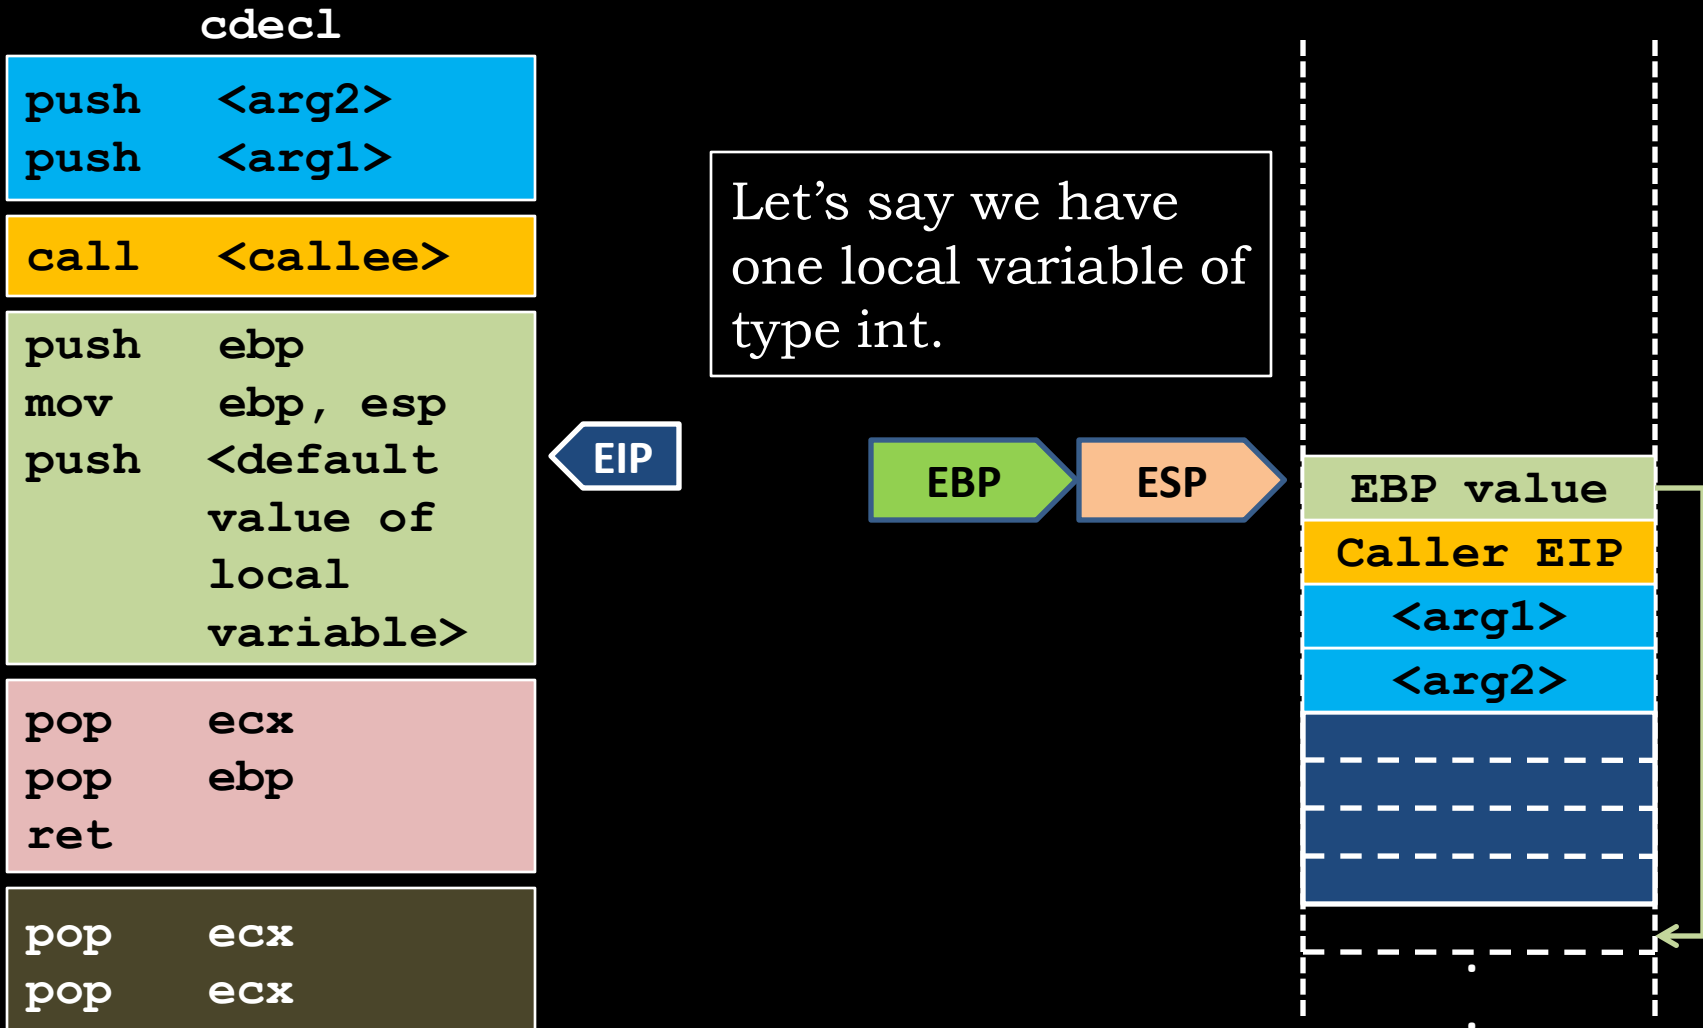 cdecl
push <arg2>
push <arg1>
call <callee>
push ebp
mov ebp, esp
push <default
value of
local
variable>
pop ecx
pop ebp
ret
pop ecx
pop ecx
Let’s say we have
one local variable of
type int.
EIP
EBP
ESP
EBP value
Caller EIP
<arg1>
<arg2>